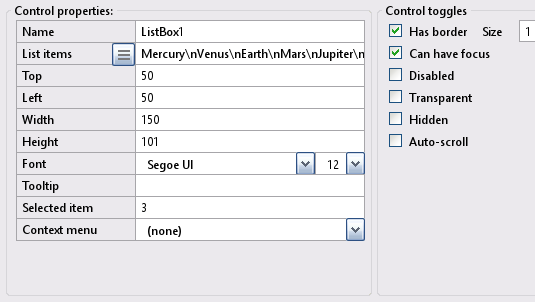 Control properties:
Name ListBox1
List items Mercury\nVenus\nEarth\nMars\nJupiter\n
Top 50
Left 50
Width 150
Height 101
Font Segoe UI 12
Tooltip
Selected item 3
Context menu (none)
Control toggles
Has border Size 1
Can have focus
Disabled
Transparent
Hidden
Auto-scroll